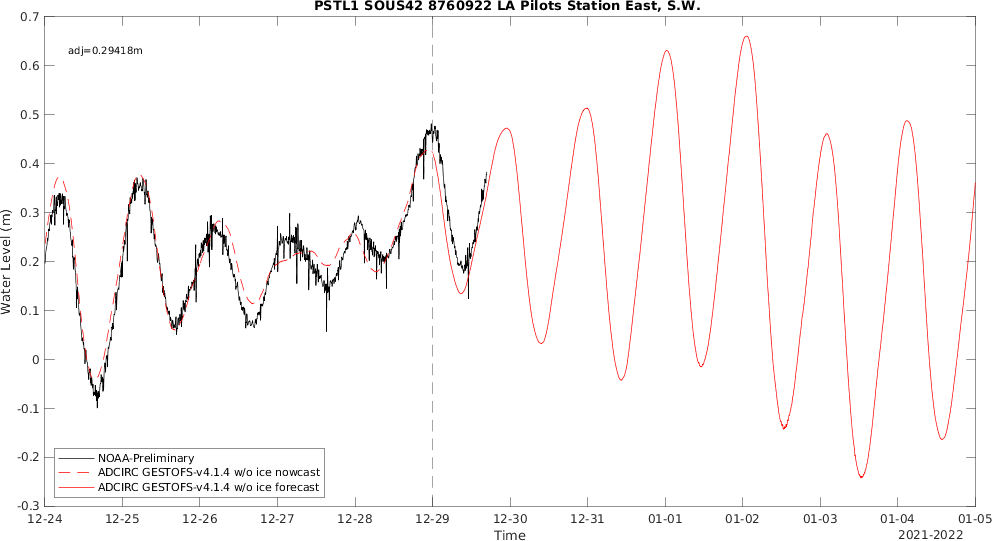 PSTL1 SOUS42 8760922 LA Pilots Station East, S.W.
0.7
adj=0.29418m
0.6
0.5
0.4
0.3
0.2
0.1
0
-0.1
-0.2
-0.3
Water Level (m)
NOAA-Preliminary
ADCIRC GESTOFS-v4.1.4 w/o ice nowcast
ADCIRC GESTOFS-v4.1.4 w/o ice forecast
12-24 12-25 12-26 12-27 12-28 12-29 12-30 12-31 01-01 01-02 01-03 01-04 01-05
Time
2021-2022